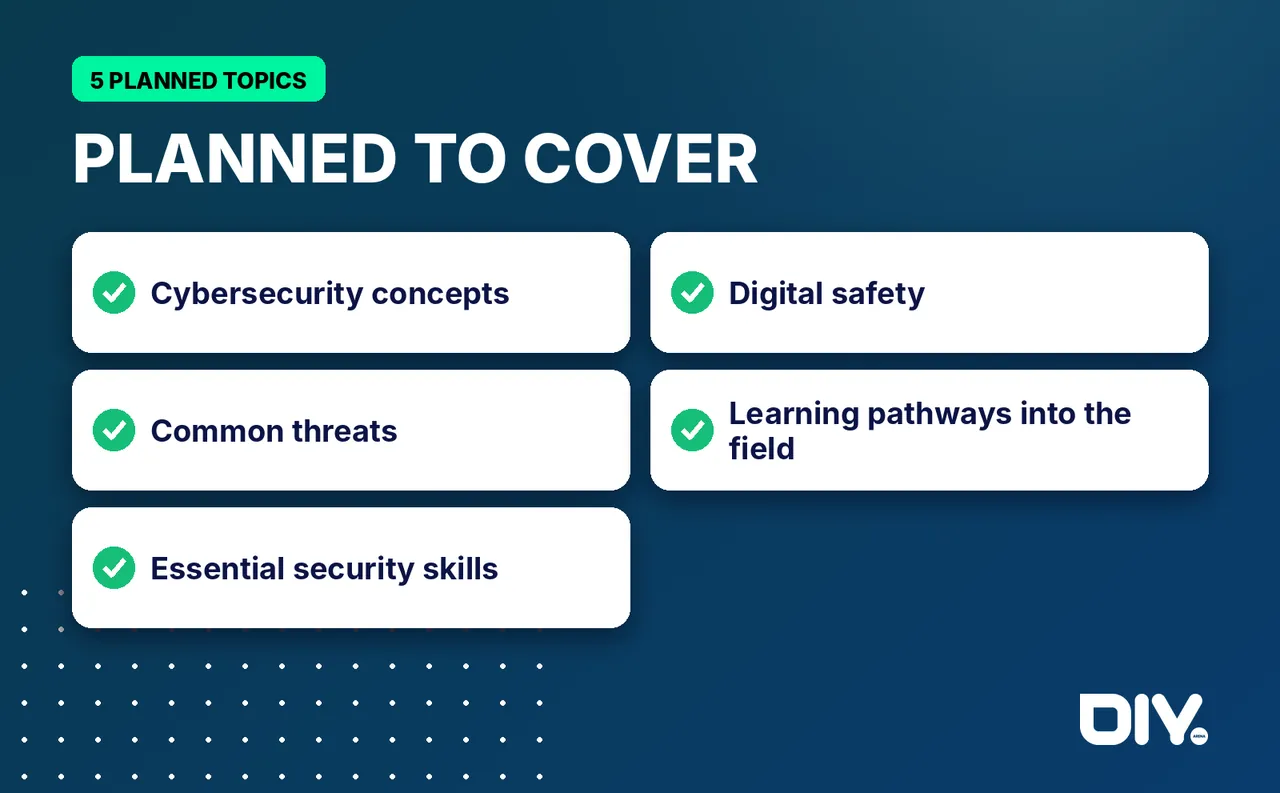 5 PLANNED TOPICS
PLANNED TO COVER
Cybersecurity concepts
Digital safety
Common threats
Learning pathways into the
field
Essential security skills
DIY.